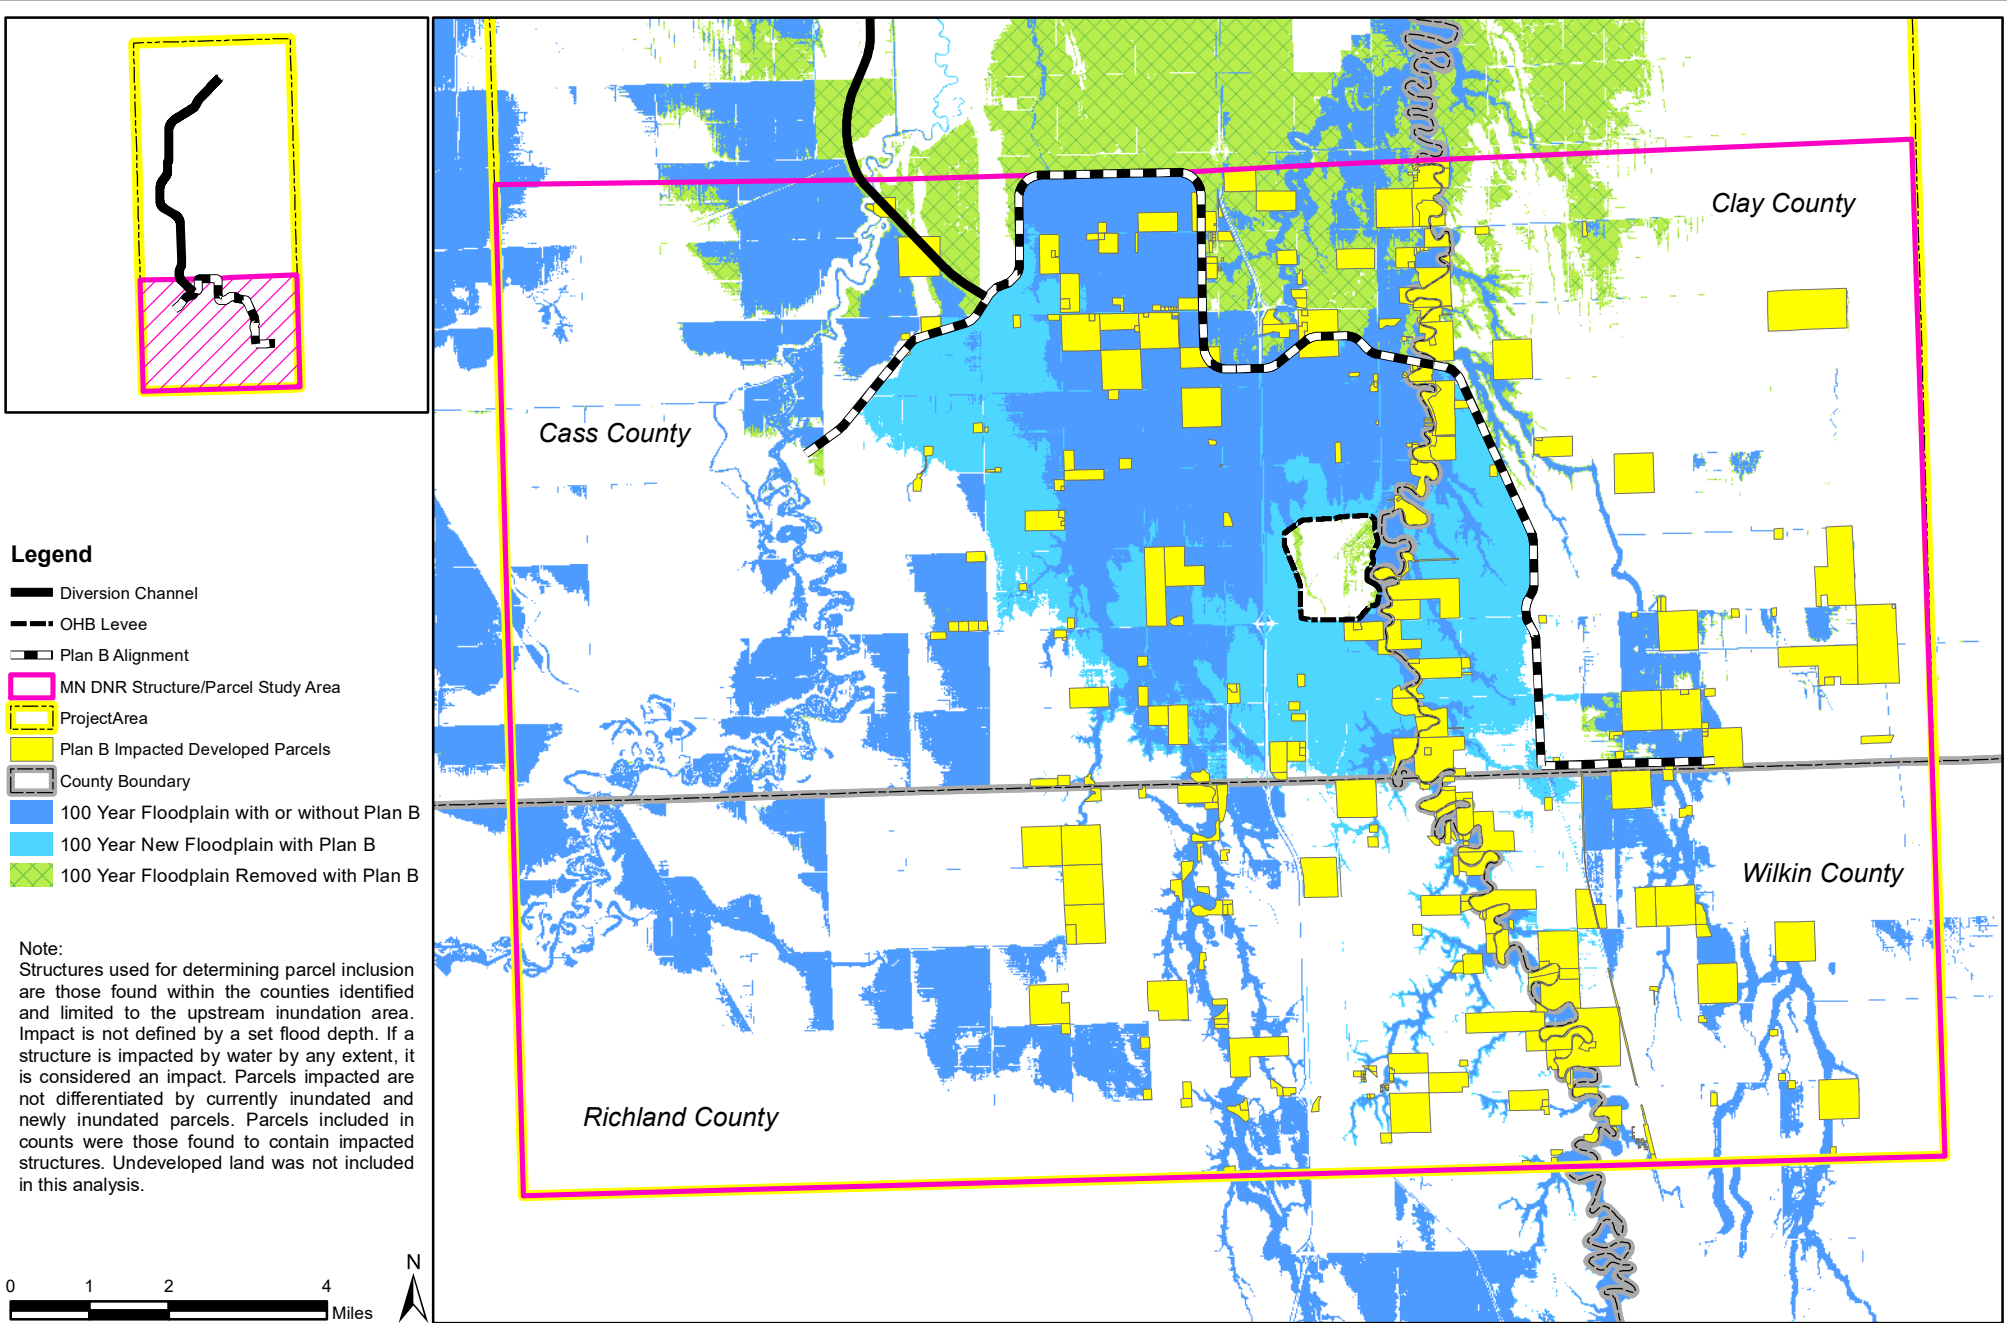 Clay County
Cass County
Wilkin County
Richland County
Legend
Diversion Channel
OHB Levee
Plan B Alignment
MN DNR Structure/Parcel Study Area
ProjectArea
Plan B Impacted Developed Parcels
County Boundary
100 Year Floodplain with or without Plan B
100 Year New Floodplain with Plan B
100 Year Floodplain Removed with Plan B
Note:
Structures used for determining parcel inclusion
are those found within the counties identified
and limited to the upstream inundation area.
Impact is not defined by a set flood depth. If a
structure is impacted by water by any extent, it
is considered an impact. Parcels impacted are
not differentiated by currently inundated and
newly inundated parcels. Parcels included in
counts were those found to contain impacted
structures. Undeveloped land was not included
in this analysis.
N
0 1 2 4
Miles